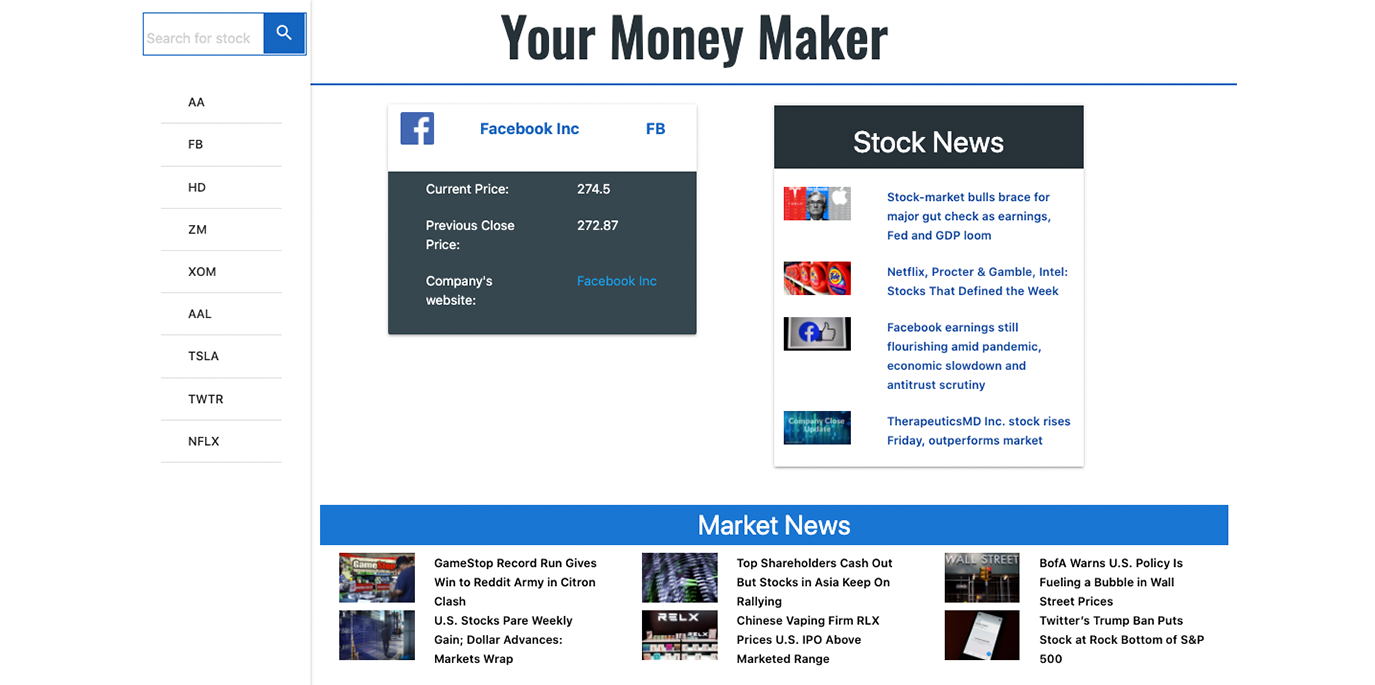 Search for stock
Your Money Maker
AA
FB
HD
ZM
XOM
AAL
TSLA
TWTR
NFLX
Facebook Inc
FB
Current Price:
274.5
Previous Close
Price:
272.87
Company's
website:
Facebook Inc
Stock News
Stock-market bulls brace for
major gut check as earnings,
Fed and GDP loom
Netflix, Procter & Gamble, Intel:
Stocks That Defined the Week
Facebook earnings still
flourishing amid pandemic,
economic slowdown and
antitrust scrutiny
Company Close
Update
TherapeuticsMD Inc. stock rises
Friday, outperforms market
Market News
GameStop
GameStop Record Run Gives
Win to Reddit Army in Citron
Clash
Top Shareholders Cash Out
But Stocks in Asia Keep On
Rallying
WALL STREET
BofA Warns U.S. Policy Is
Fueling a Bubble in Wall
Street Prices
U.S. Stocks Pare Weekly
Gain; Dollar Advances:
Markets Wrap
RELX
Chinese Vaping Firm RLX
Prices U.S. IPO Above
Marketed Range
Twitter’s Trump Ban Puts
Stock at Rock Bottom of S&P
500